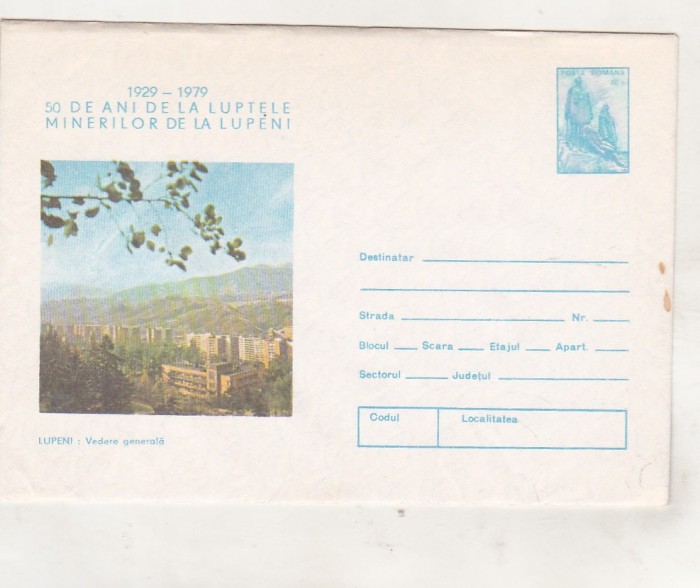 1929 – 1979
50 DE ANI DE LA LUPTELE
MINERILOR DE LA LUPENI
POSTA ROMANA
Destinatar
Strada Nr.
Blocul Scara Etajul Apart.
Sectorul Județul
Codul Localitatea
LUPENI : Vedere generală